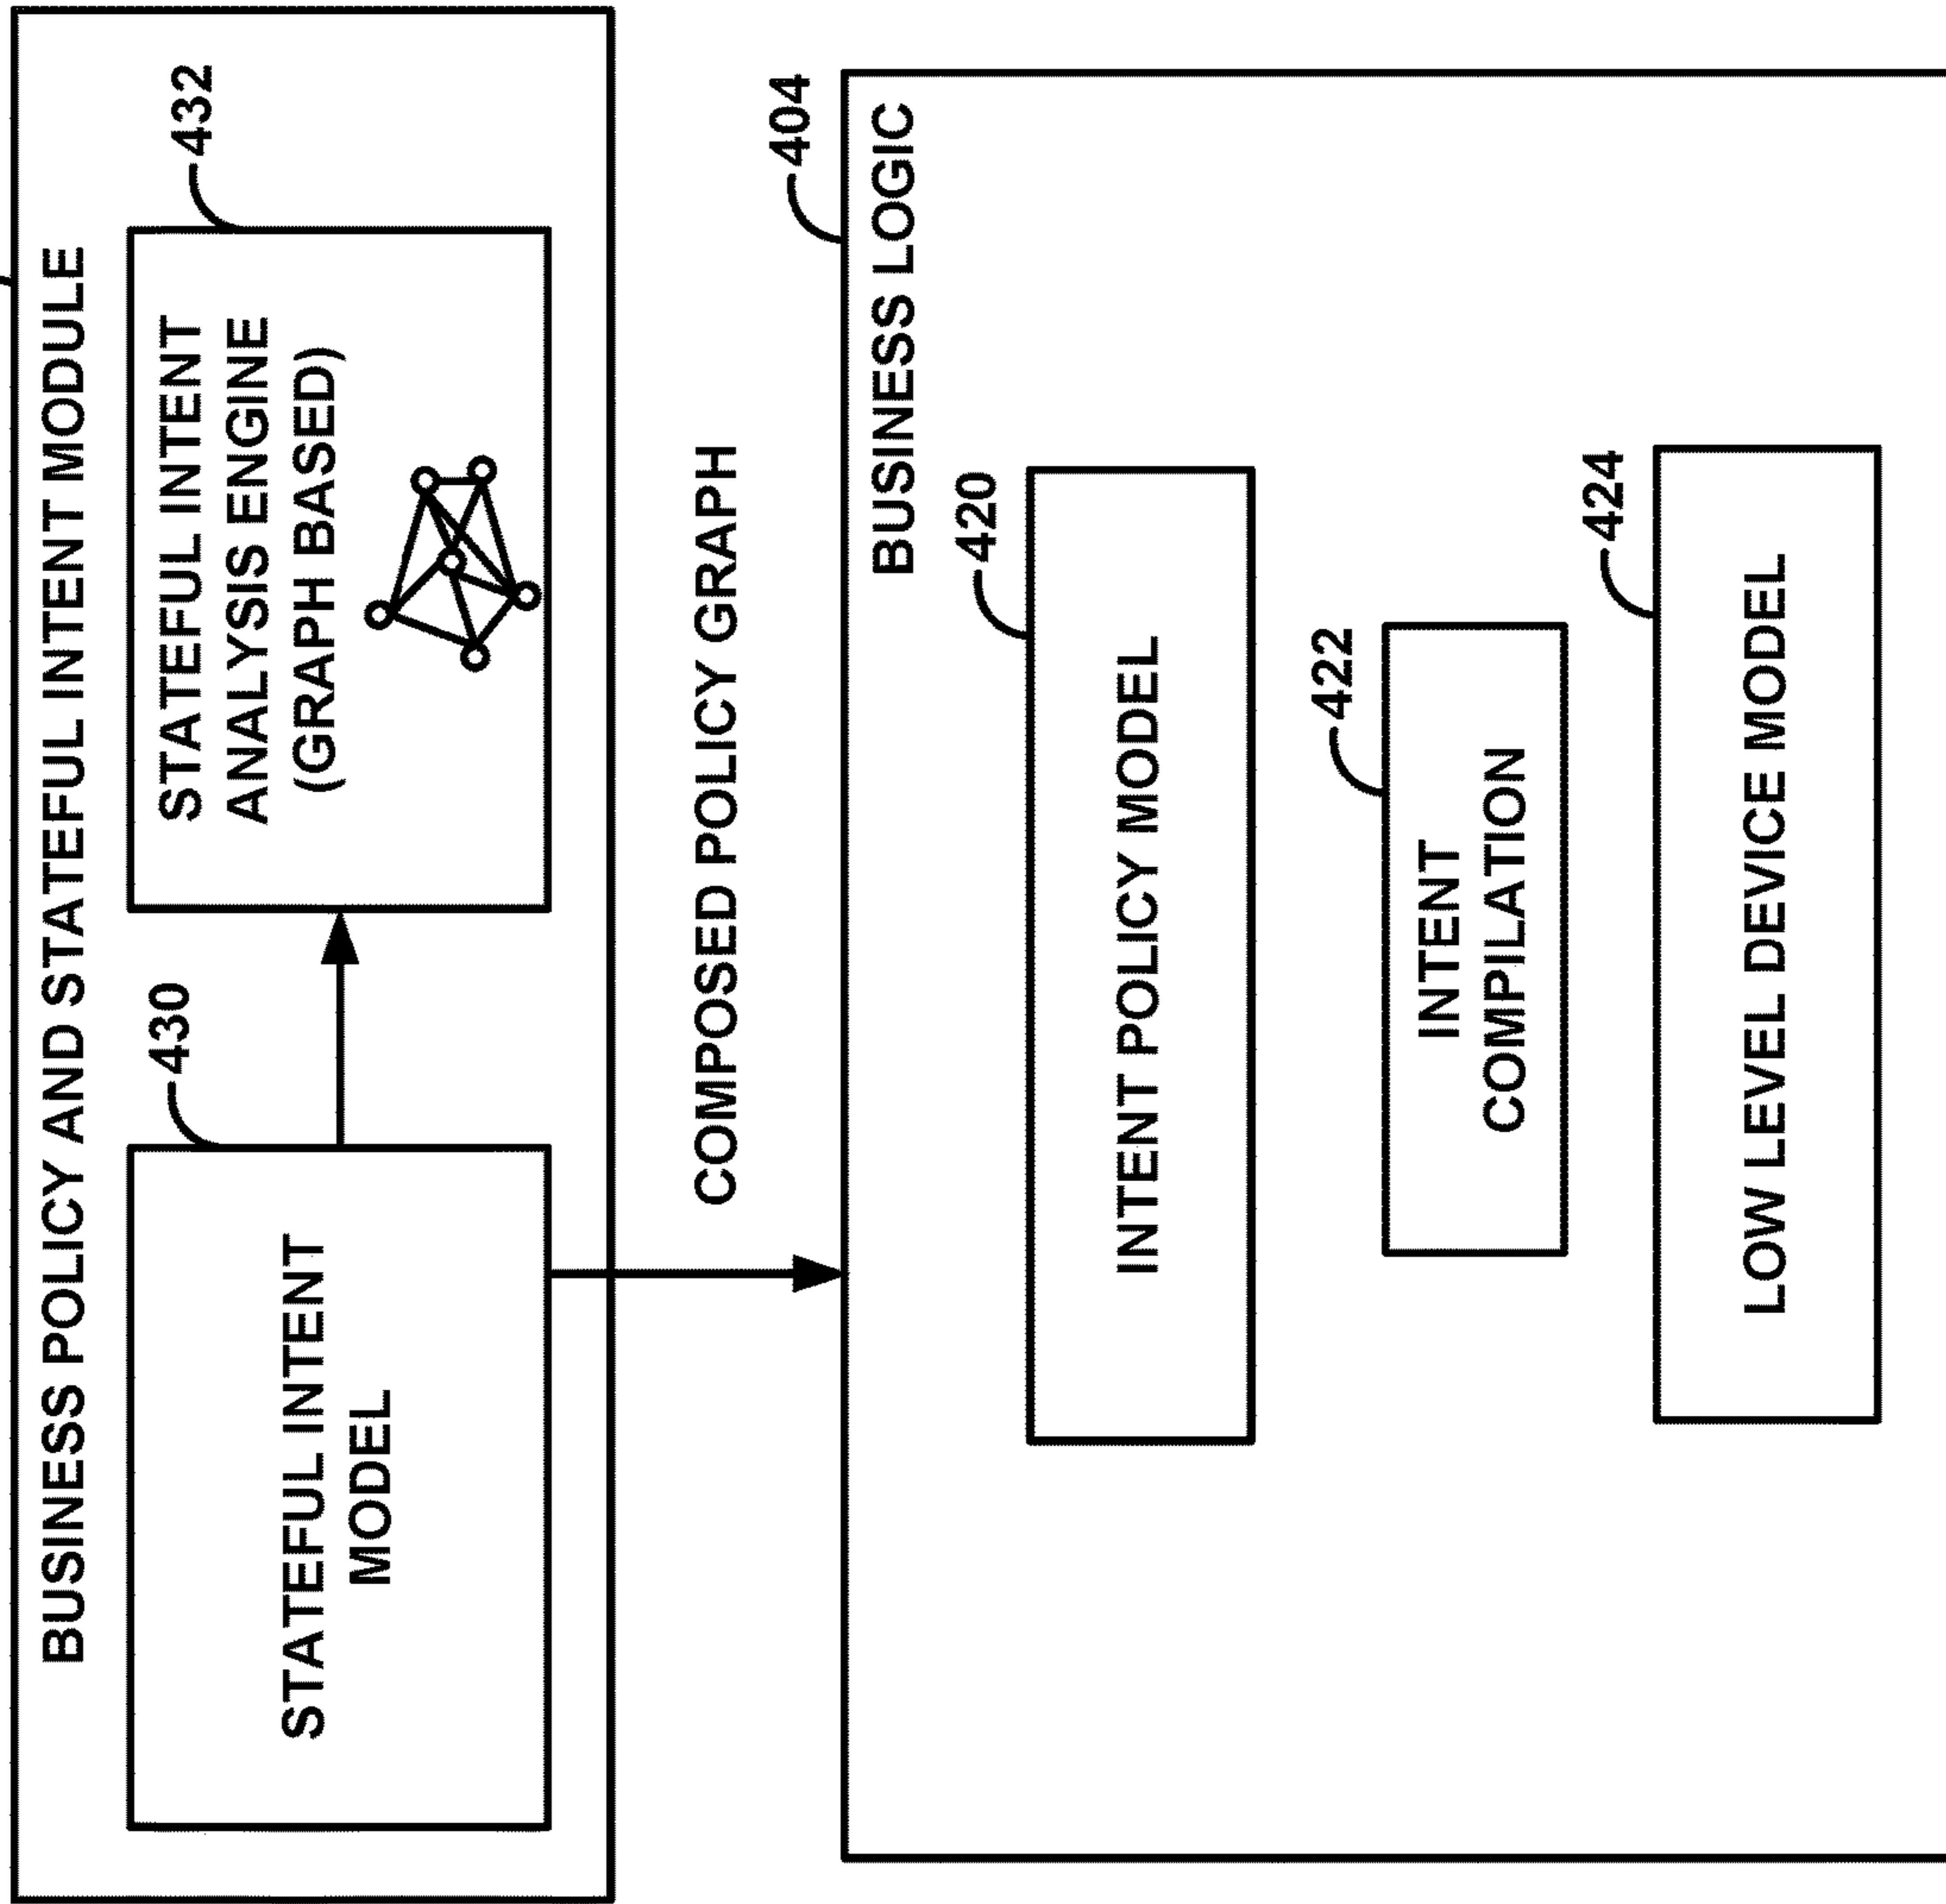 BUSINESS POLICY AND STATEFUL INTENT MODULE
430
STATEFUL INTENT
MODEL
432
STATEFUL INTENT
ANALYSIS ENGINE
(GRAPH BASED)
COMPOSED POLICY GRAPH
404
BUSINESS LOGIC
420
INTENT POLICY MODEL
422
INTENT
COMPILATION
424
LOW LEVEL DEVICE MODEL